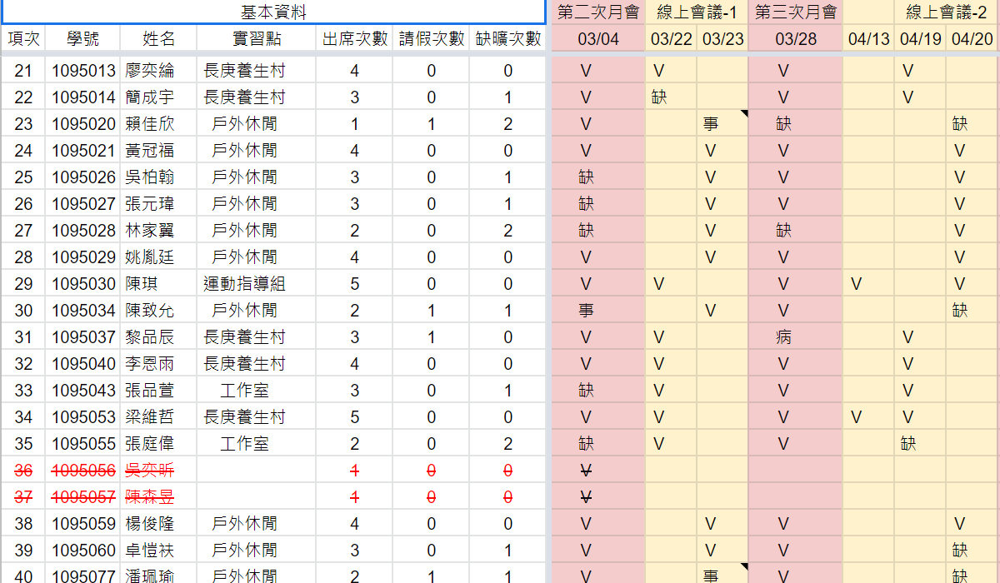 基本資料 第二次月會 線上會議-1 第三次月會 線上會議-2
項次 學號 姓名 實習點 出席次數 請假次數 缺曠次數 03/04 03/22 03/23 03/28 04/13 04/19 04/20
21 1095013 廖奕綸 長庚養生村 4 0 0 V V V V
22 1095014 簡成宇 長庚養生村 3 0 1 V 缺 V V
23 1095020 賴佳欣 戶外休閒 1 1 2 V 事 缺 缺
24 1095021 黃冠福 戶外休閒 4 0 0 V V V V
25 1095026 吳柏翰 戶外休閒 3 0 1 缺 V V V
26 1095027 張元瑋 戶外休閒 3 0 1 缺 V V V
27 1095028 林家翼 戶外休閒 2 0 2 缺 V 缺 V
28 1095029 姚胤廷 戶外休閒 4 0 0 V V V V
29 1095030 陳琪 運動指導組 5 0 0 V V V V V
30 1095034 陳致允 戶外休閒 2 1 1 事 V V 缺
31 1095037 黎品辰 長庚養生村 3 1 0 V V 病 V
32 1095040 李恩雨 長庚養生村 4 0 0 V V V V
33 1095043 張品萱 工作室 3 0 1 缺 V V V
34 1095053 梁維哲 長庚養生村 5 0 0 V V V V V
35 1095055 張庭偉 工作室 2 0 2 缺 V V 缺
36 1095056 吳奕昕 1 0 0 V
37 1095057 陳森昱 1 0 0 V
38 1095059 楊俊隆 戶外休閒 4 0 0 V V V V
39 1095060 卓愷衭 戶外休閒 3 0 1 V V V 缺
40 1095077 潘珮瑜 戶外休閒 2 1 1 V 事 V 缺